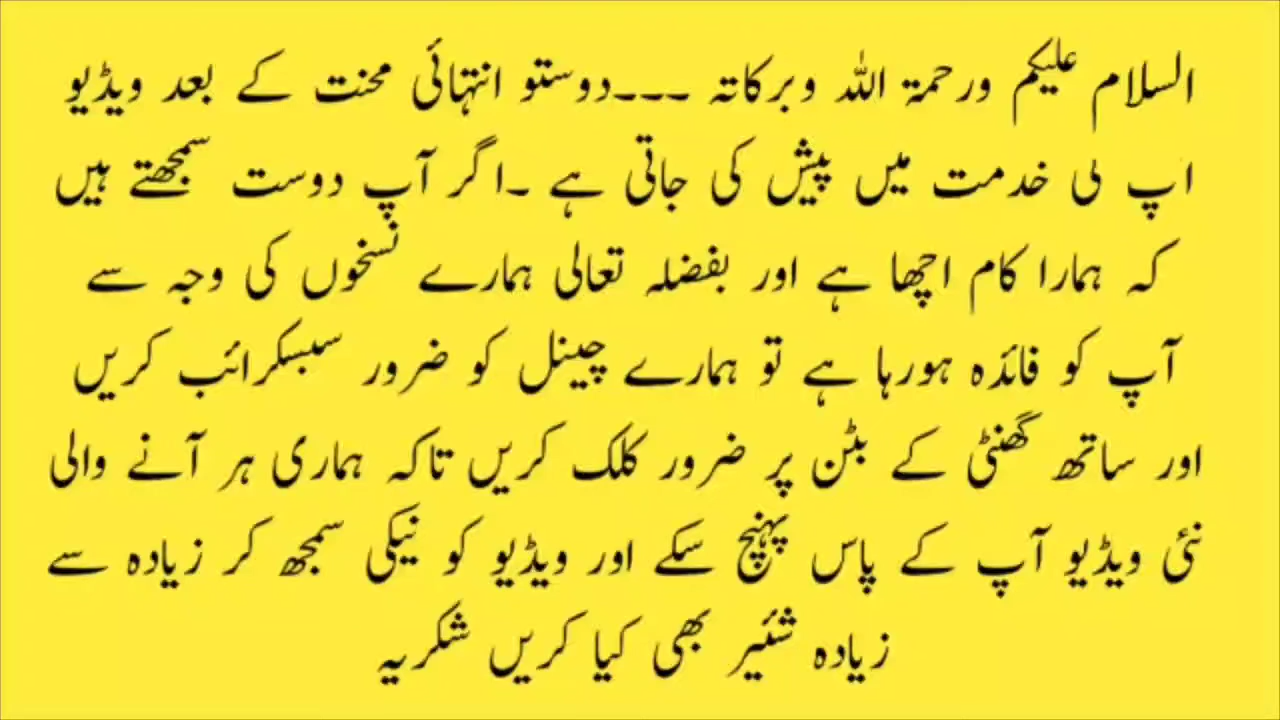 السلام علیکم ورحمۃ اللہ وبرکاتہ ۔۔۔دوستو انتہائی محنت کے بعد ویڈیو
اپ لی خدمت میں پیش کی جاتی ہے ۔اگر آپ دوست سمجھتے ہیں
کہ ہمارا کام اچھا ہے اور بفضلہ تعالی ہمارے نسخوں کی وجہ سے
آپ کو فائدہ ہورہا ہے تو ہمارے چینل کو ضرور سبسکرائب کریں
اور ساتھ گھنٹی کے بٹن پر ضرور کلک کریں تاکہ ہماری ہر آنے والی
نئی ویڈیو آپ کے پاس پہنچ سکے اور ویڈیو کو نیکی سمجھ کر زیادہ سے
زیادہ شئیر بھی کیا کریں شکریہ